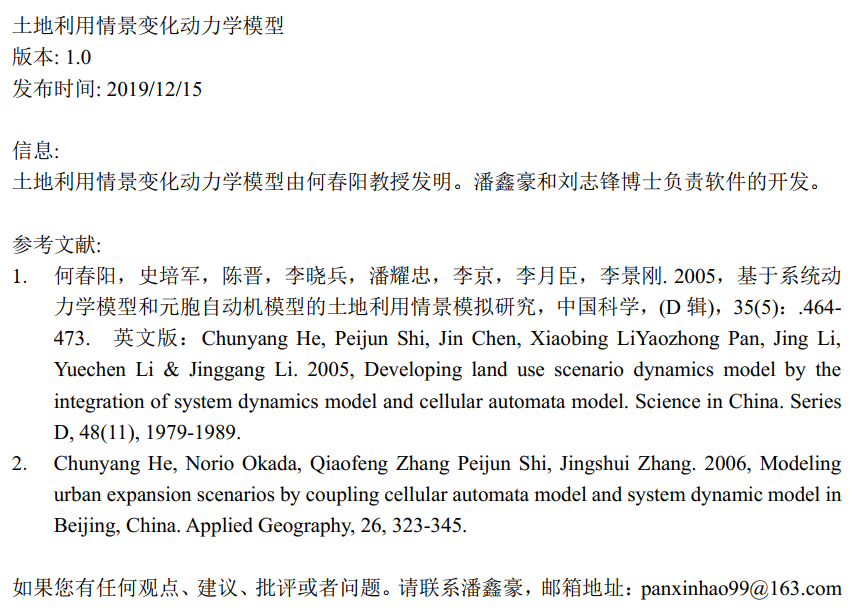 土地利用情景变化动力学模型
版本: 1.0
发布时间: 2019/12/15
信息:
土地利用情景变化动力学模型由何春阳教授发明。潘鑫豪和刘志锋博士负责软件的开发。
参考文献:
1. 何春阳，史培军，陈晋，李晓兵，潘耀忠，李京，李月臣，李景刚. 2005，基于系统动
力学模型和元胞自动机模型的土地利用情景模拟研究，中国科学，(D 辑)，35(5)：.464-
473. 英文版：Chunyang He, Peijun Shi, Jin Chen, Xiaobing LiYaozhong Pan, Jing Li,
Yuechen Li & Jinggang Li. 2005, Developing land use scenario dynamics model by the
integration of system dynamics model and cellular automata model. Science in China. Series
D, 48(11), 1979-1989.
2. Chunyang He, Norio Okada, Qiaofeng Zhang Peijun Shi, Jingshui Zhang. 2006, Modeling
urban expansion scenarios by coupling cellular automata model and system dynamic model in
Beijing, China. Applied Geography, 26, 323-345.
如果您有任何观点、建议、批评或者问题。请联系潘鑫豪，邮箱地址：panxinhao99@163.com